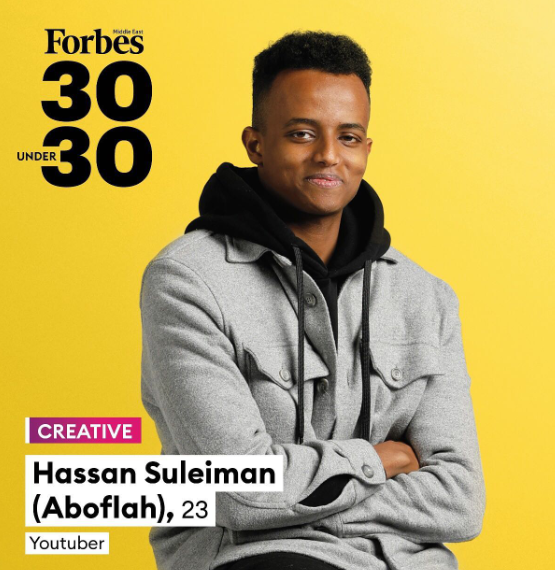 Forbes
Middle East
30
UNDER 30
CREATIVE
Hassan Suleiman
(Aboflah), 23
Youtuber